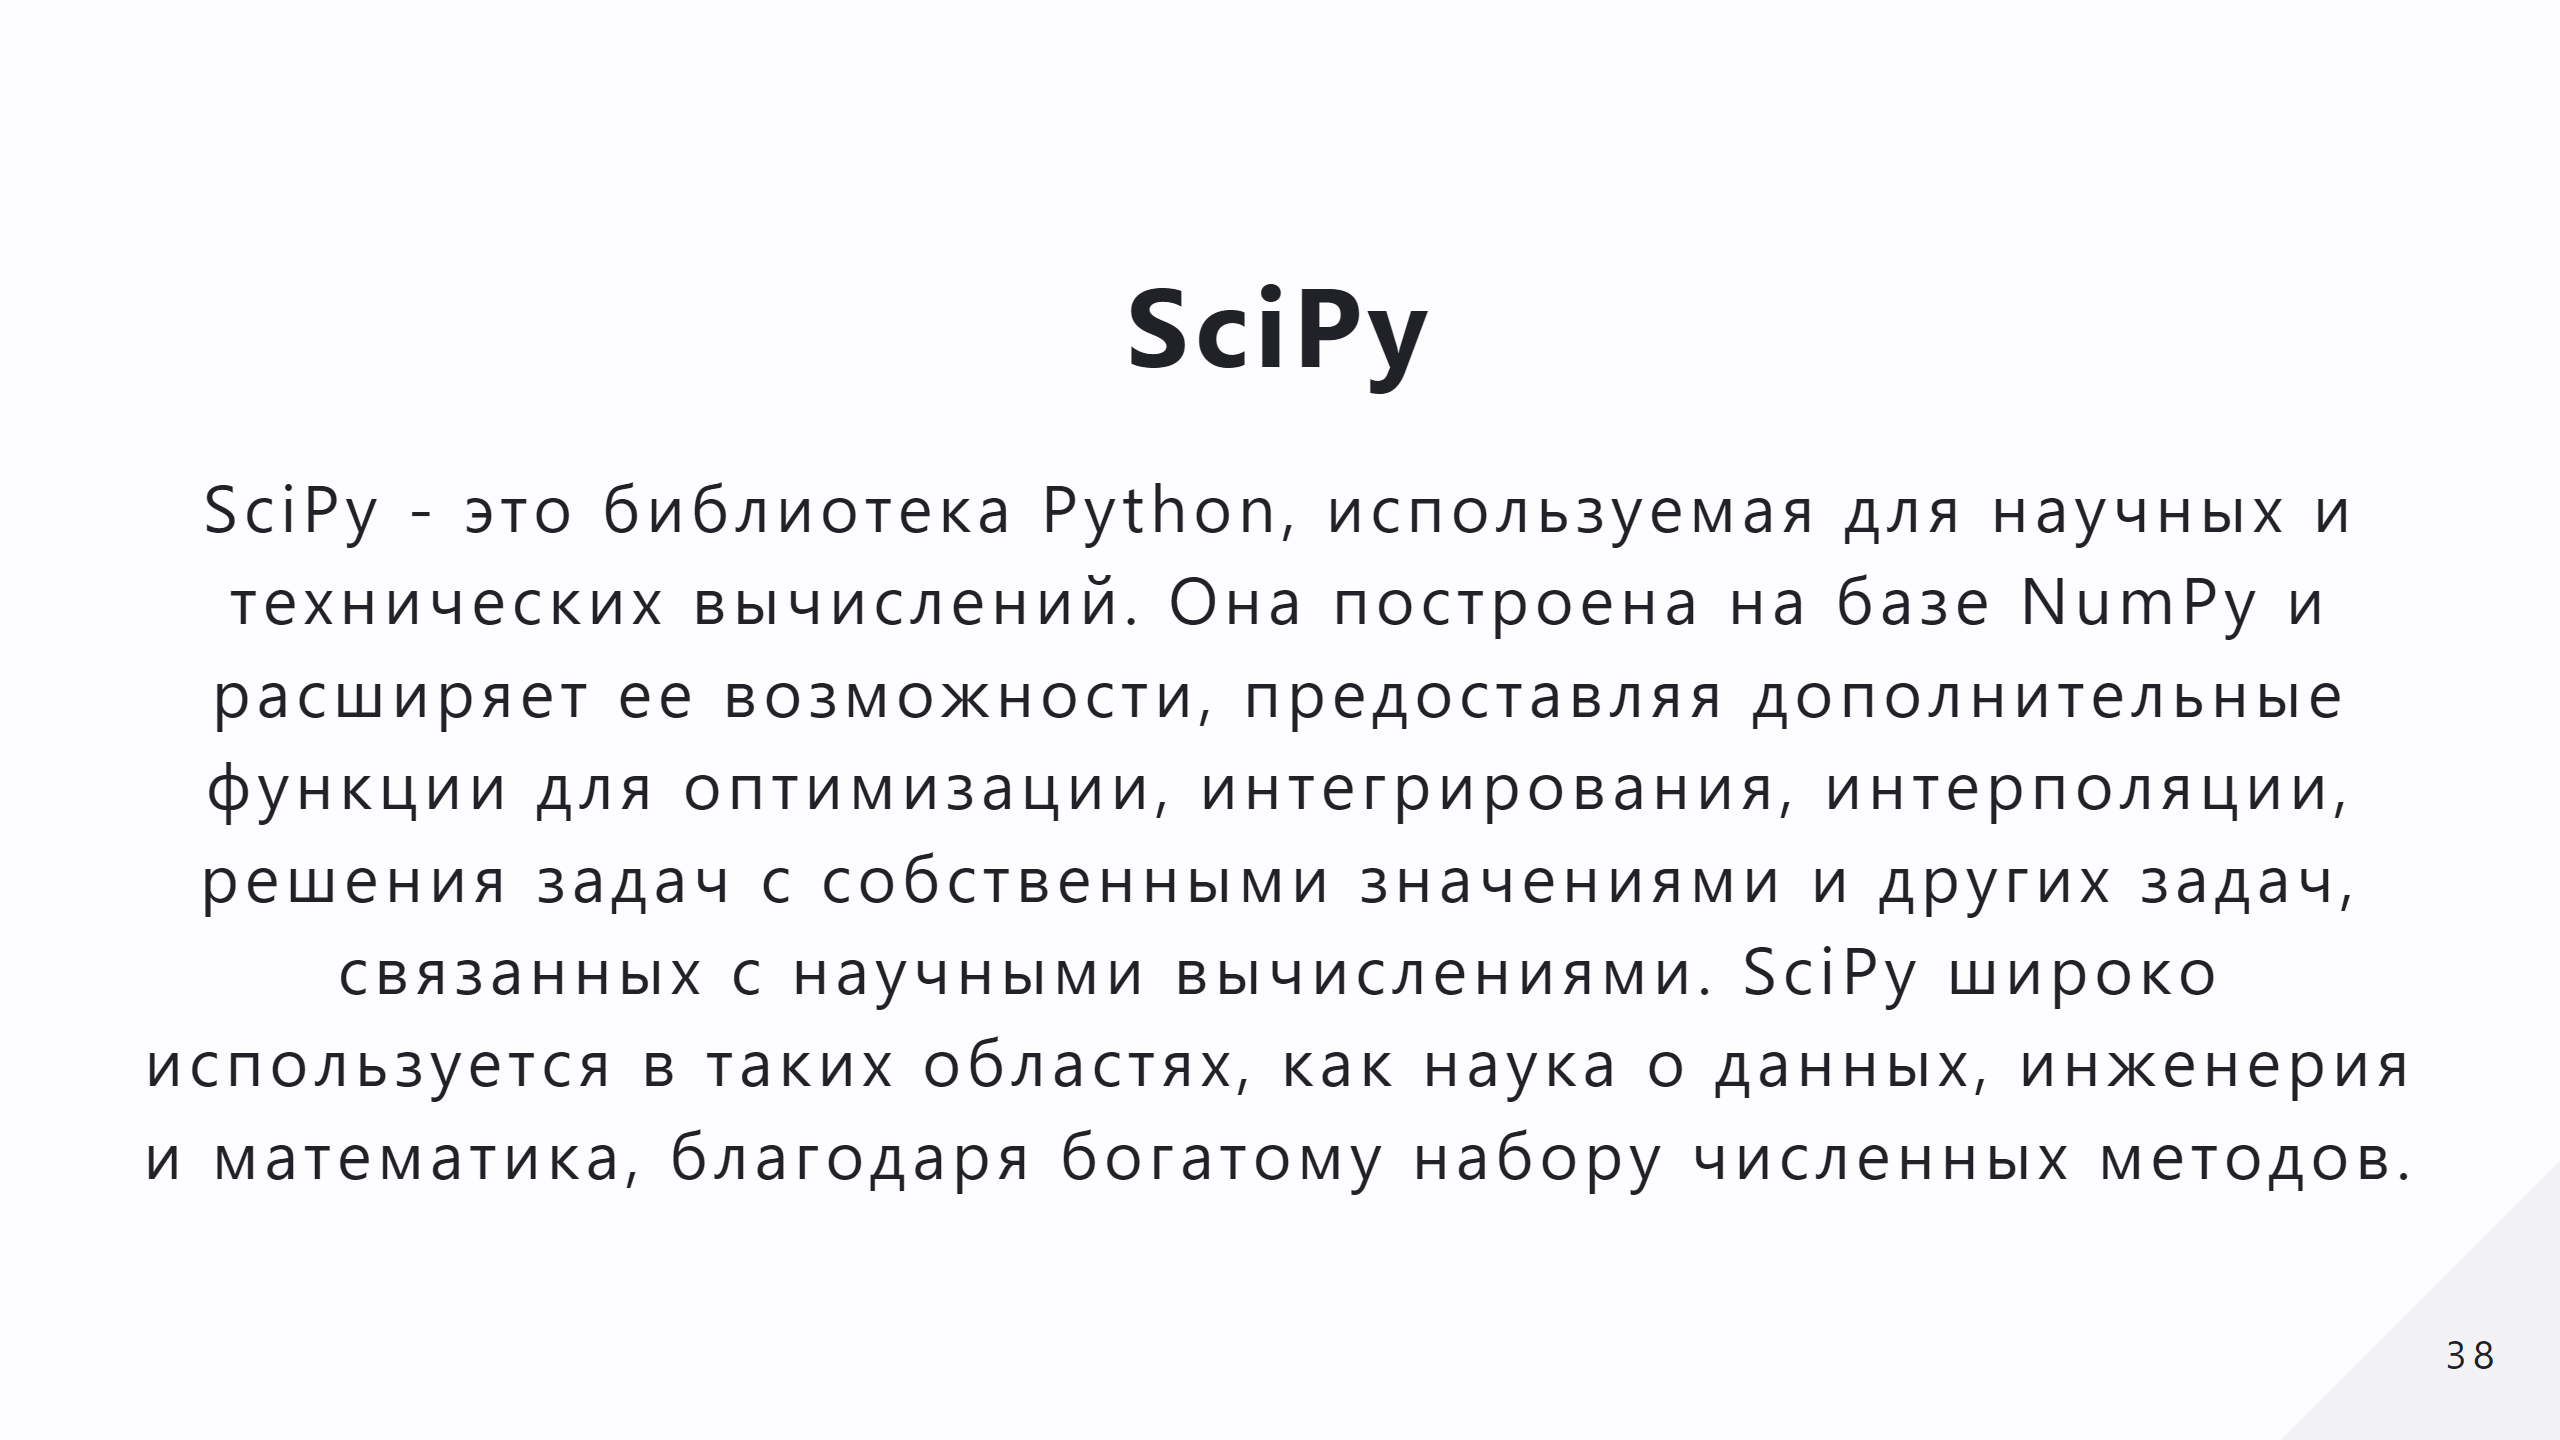 SciPy
SciPy - это библиотека Python, используемая для научных и
технических вычислений. Она построена на базе NumPy и
расширяет ее возможности, предоставляя дополнительные
функции для оптимизации, интегрирования, интерполяции,
решения задач с собственными значениями и других задач,
связанных с научными вычислениями. SciPy широко
используется в таких областях, как наука о данных, инженерия
и математика, благодаря богатому набору численных методов.
38